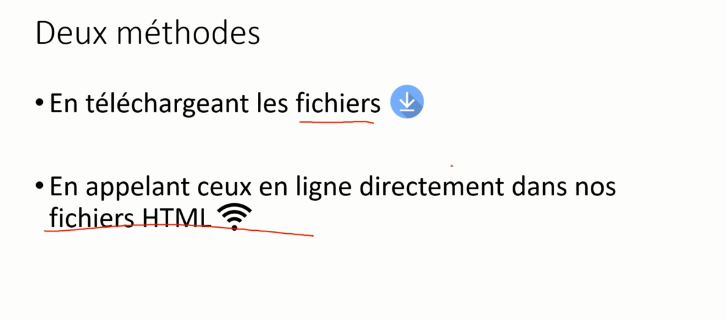 Deux méthodes
• En téléchargeant les fichiers
• En appelant ceux en ligne directement dans nos
fichiers HTML